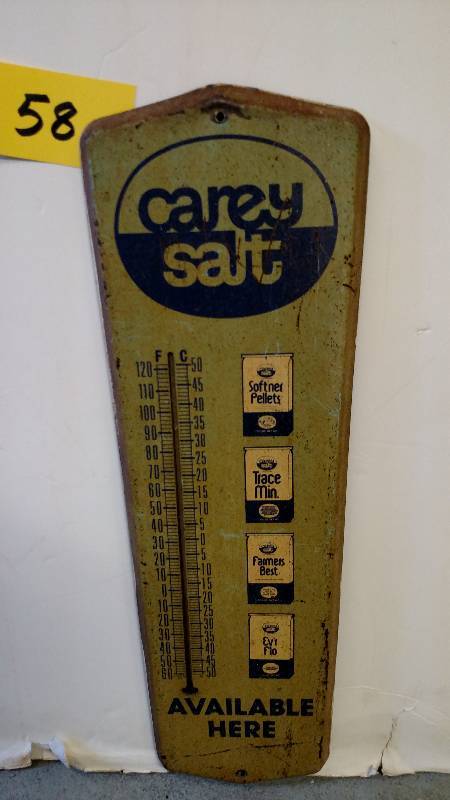 58
carey
salt
F C
120 50
110 45
100 40
90 35
80 30
70 25
60 20
50 15
40 10
30 5
20 0
10 5
0 10
10 15
20 20
30 25
40 30
50 35
60 40
45
50
Softner
Pellets
Trace
Min.
Farmers
Best
Ev'r
Flo
AVAILABLE
HERE